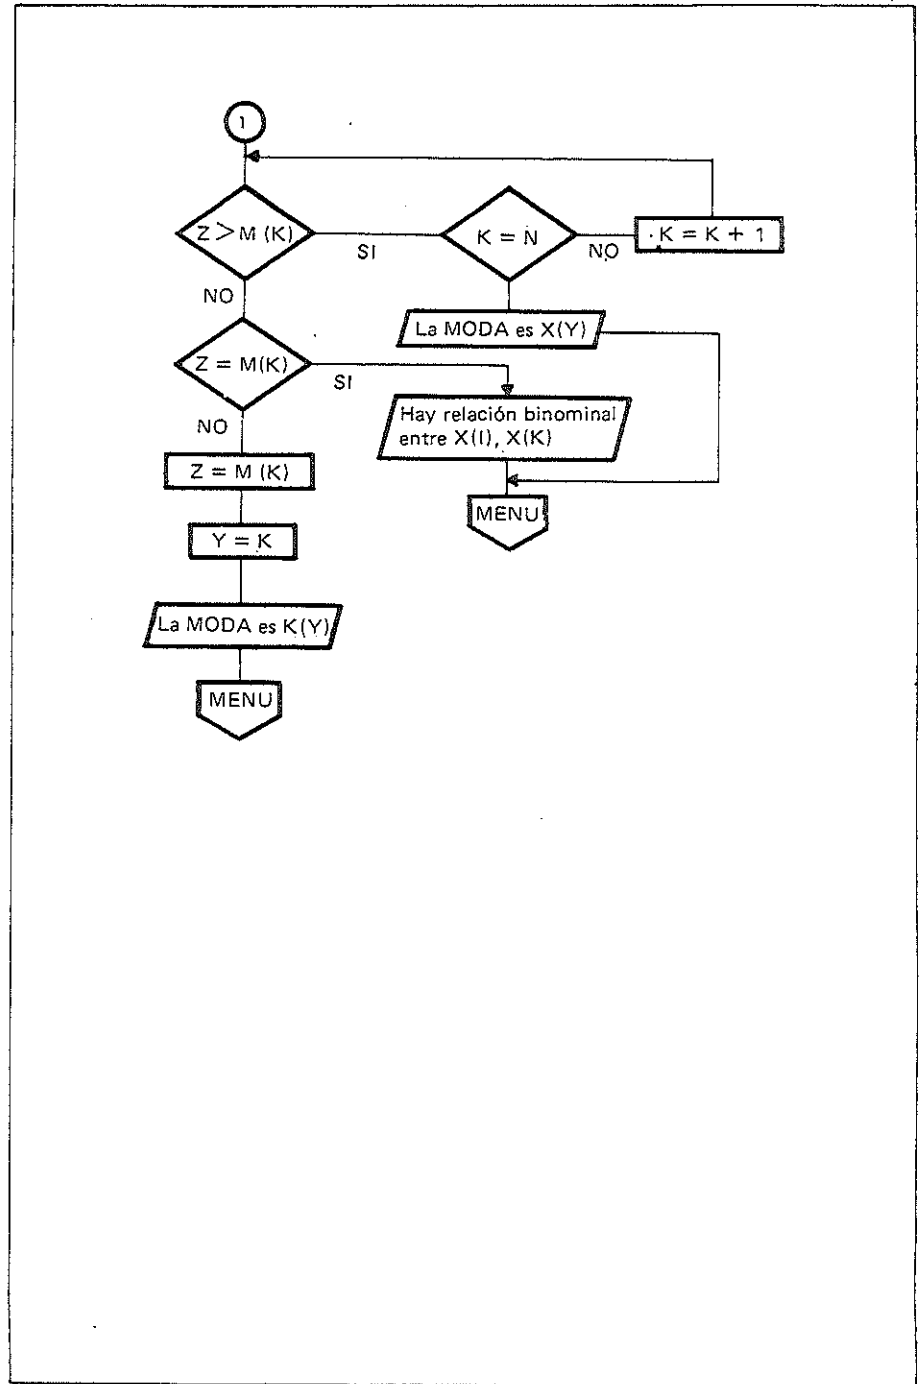 1
Z > M (K)
SI
K = N
NO
K = K + 1
NO
La MODA es X(Y)
Z = M(K)
SI
Hay relación binominal
entre X(I), X(K)
NO
Z = M (K)
MENU
Y = K
La MODA es K(Y)
MENU